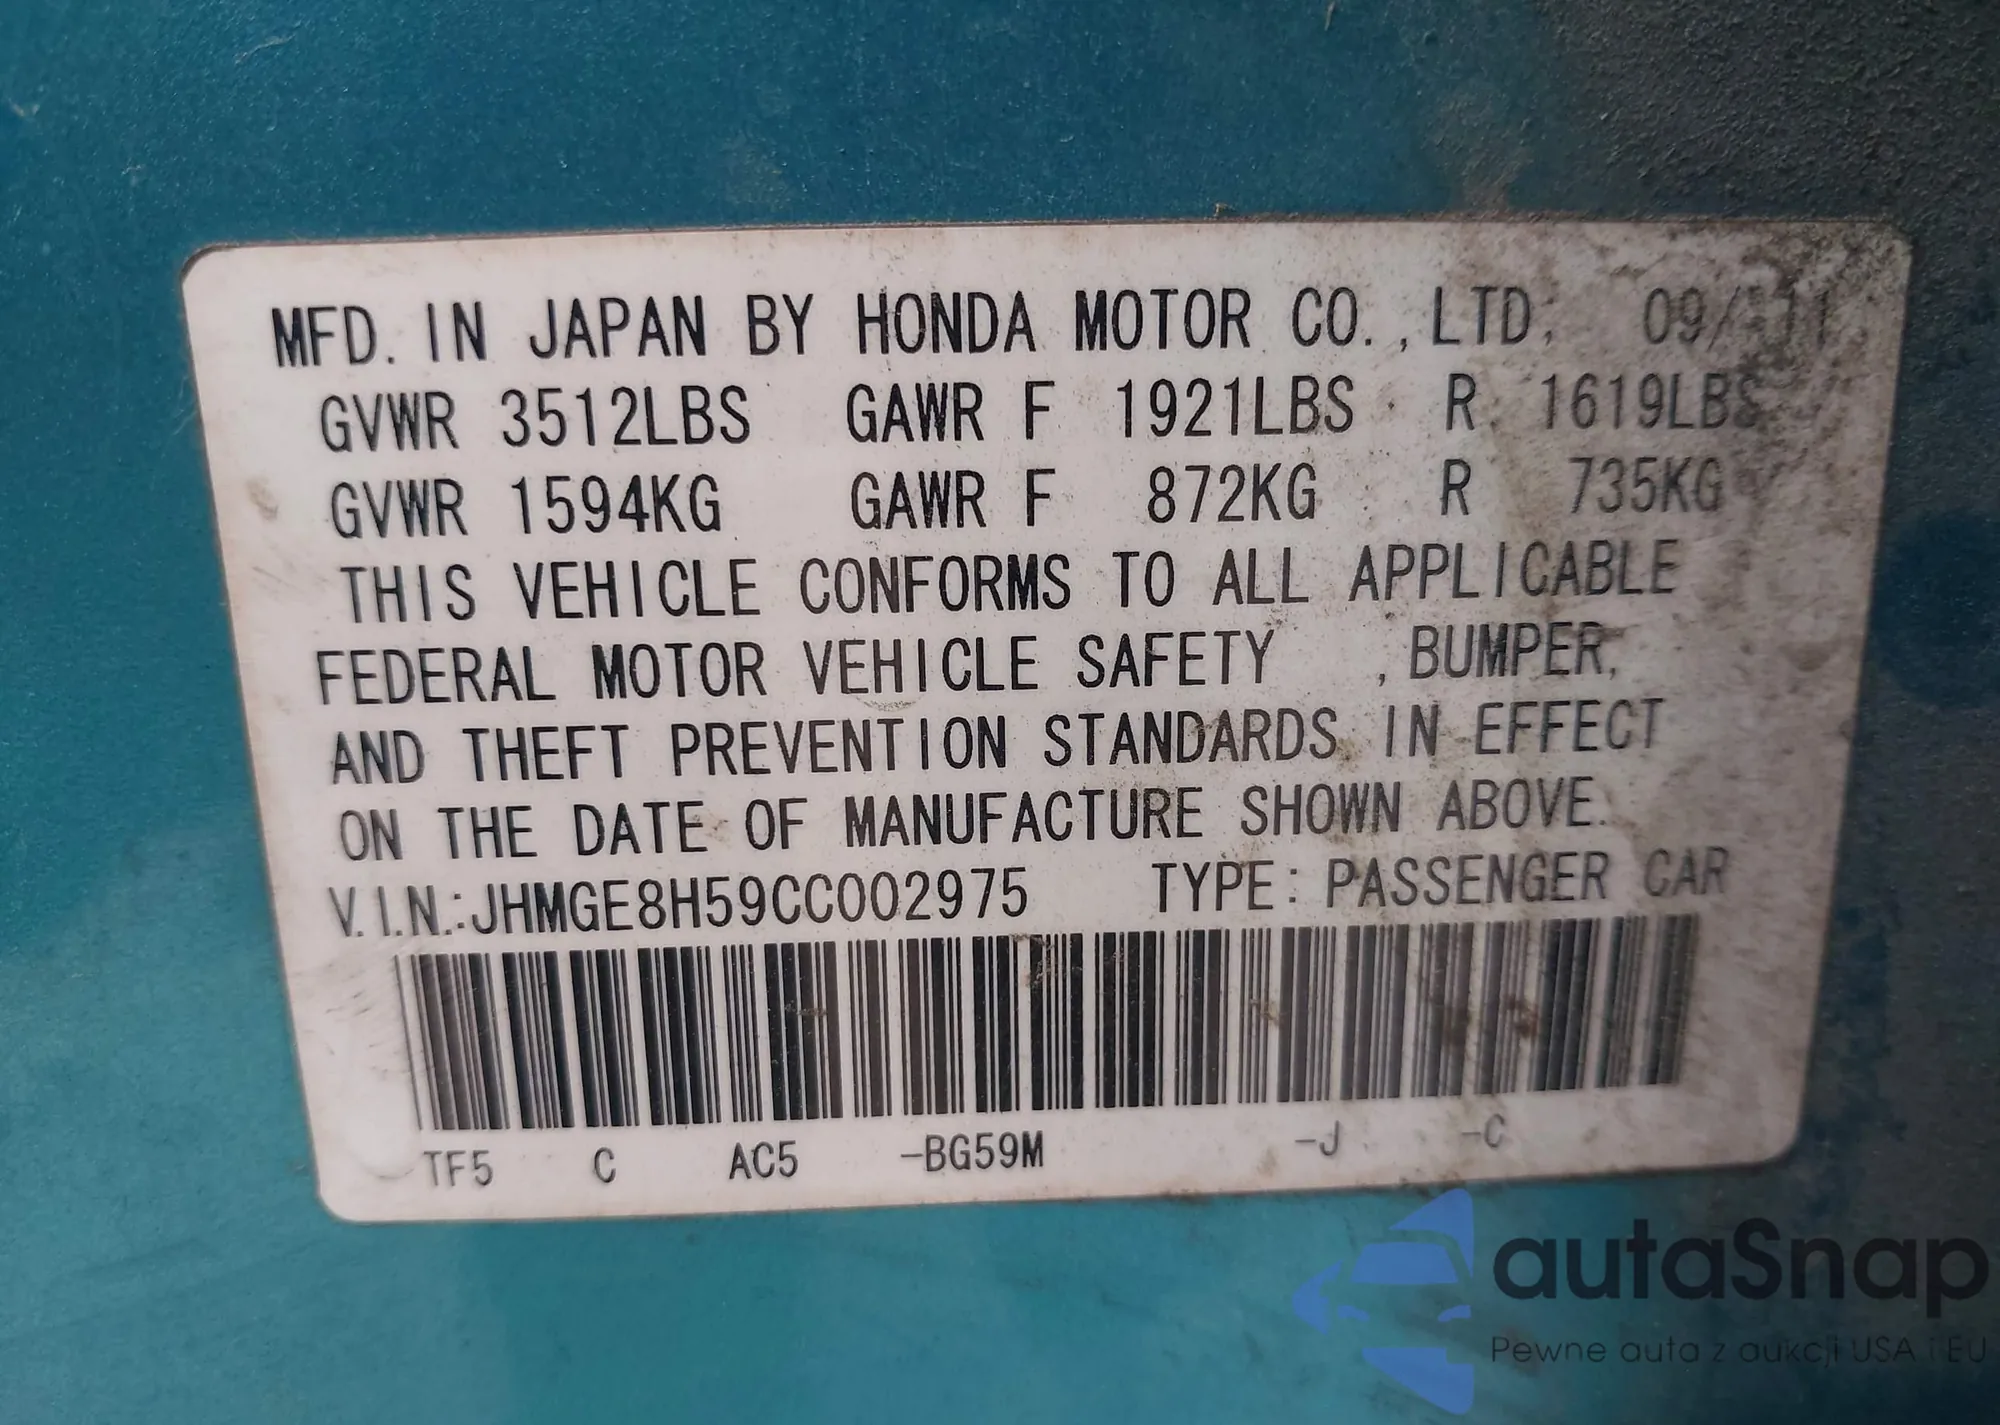 MFD. IN JAPAN BY HONDA MOTOR CO., LTD. 09/11
GVWR 3512LBS GAWR F 1921LBS R 1619LBS
GVWR 1594KG GAWR F 872KG R 735KG
THIS VEHICLE CONFORMS TO ALL APPLICABLE
FEDERAL MOTOR VEHICLE SAFETY , BUMPER,
AND THEFT PREVENTION STANDARDS IN EFFECT
ON THE DATE OF MANUFACTURE SHOWN ABOVE.
V.I.N.:JHMGE8H59CC002975 TYPE: PASSENGER CAR
TF5 C AC5 -BG59M -J -C
autaSnap
Pewne auta z aukcji USA i EU